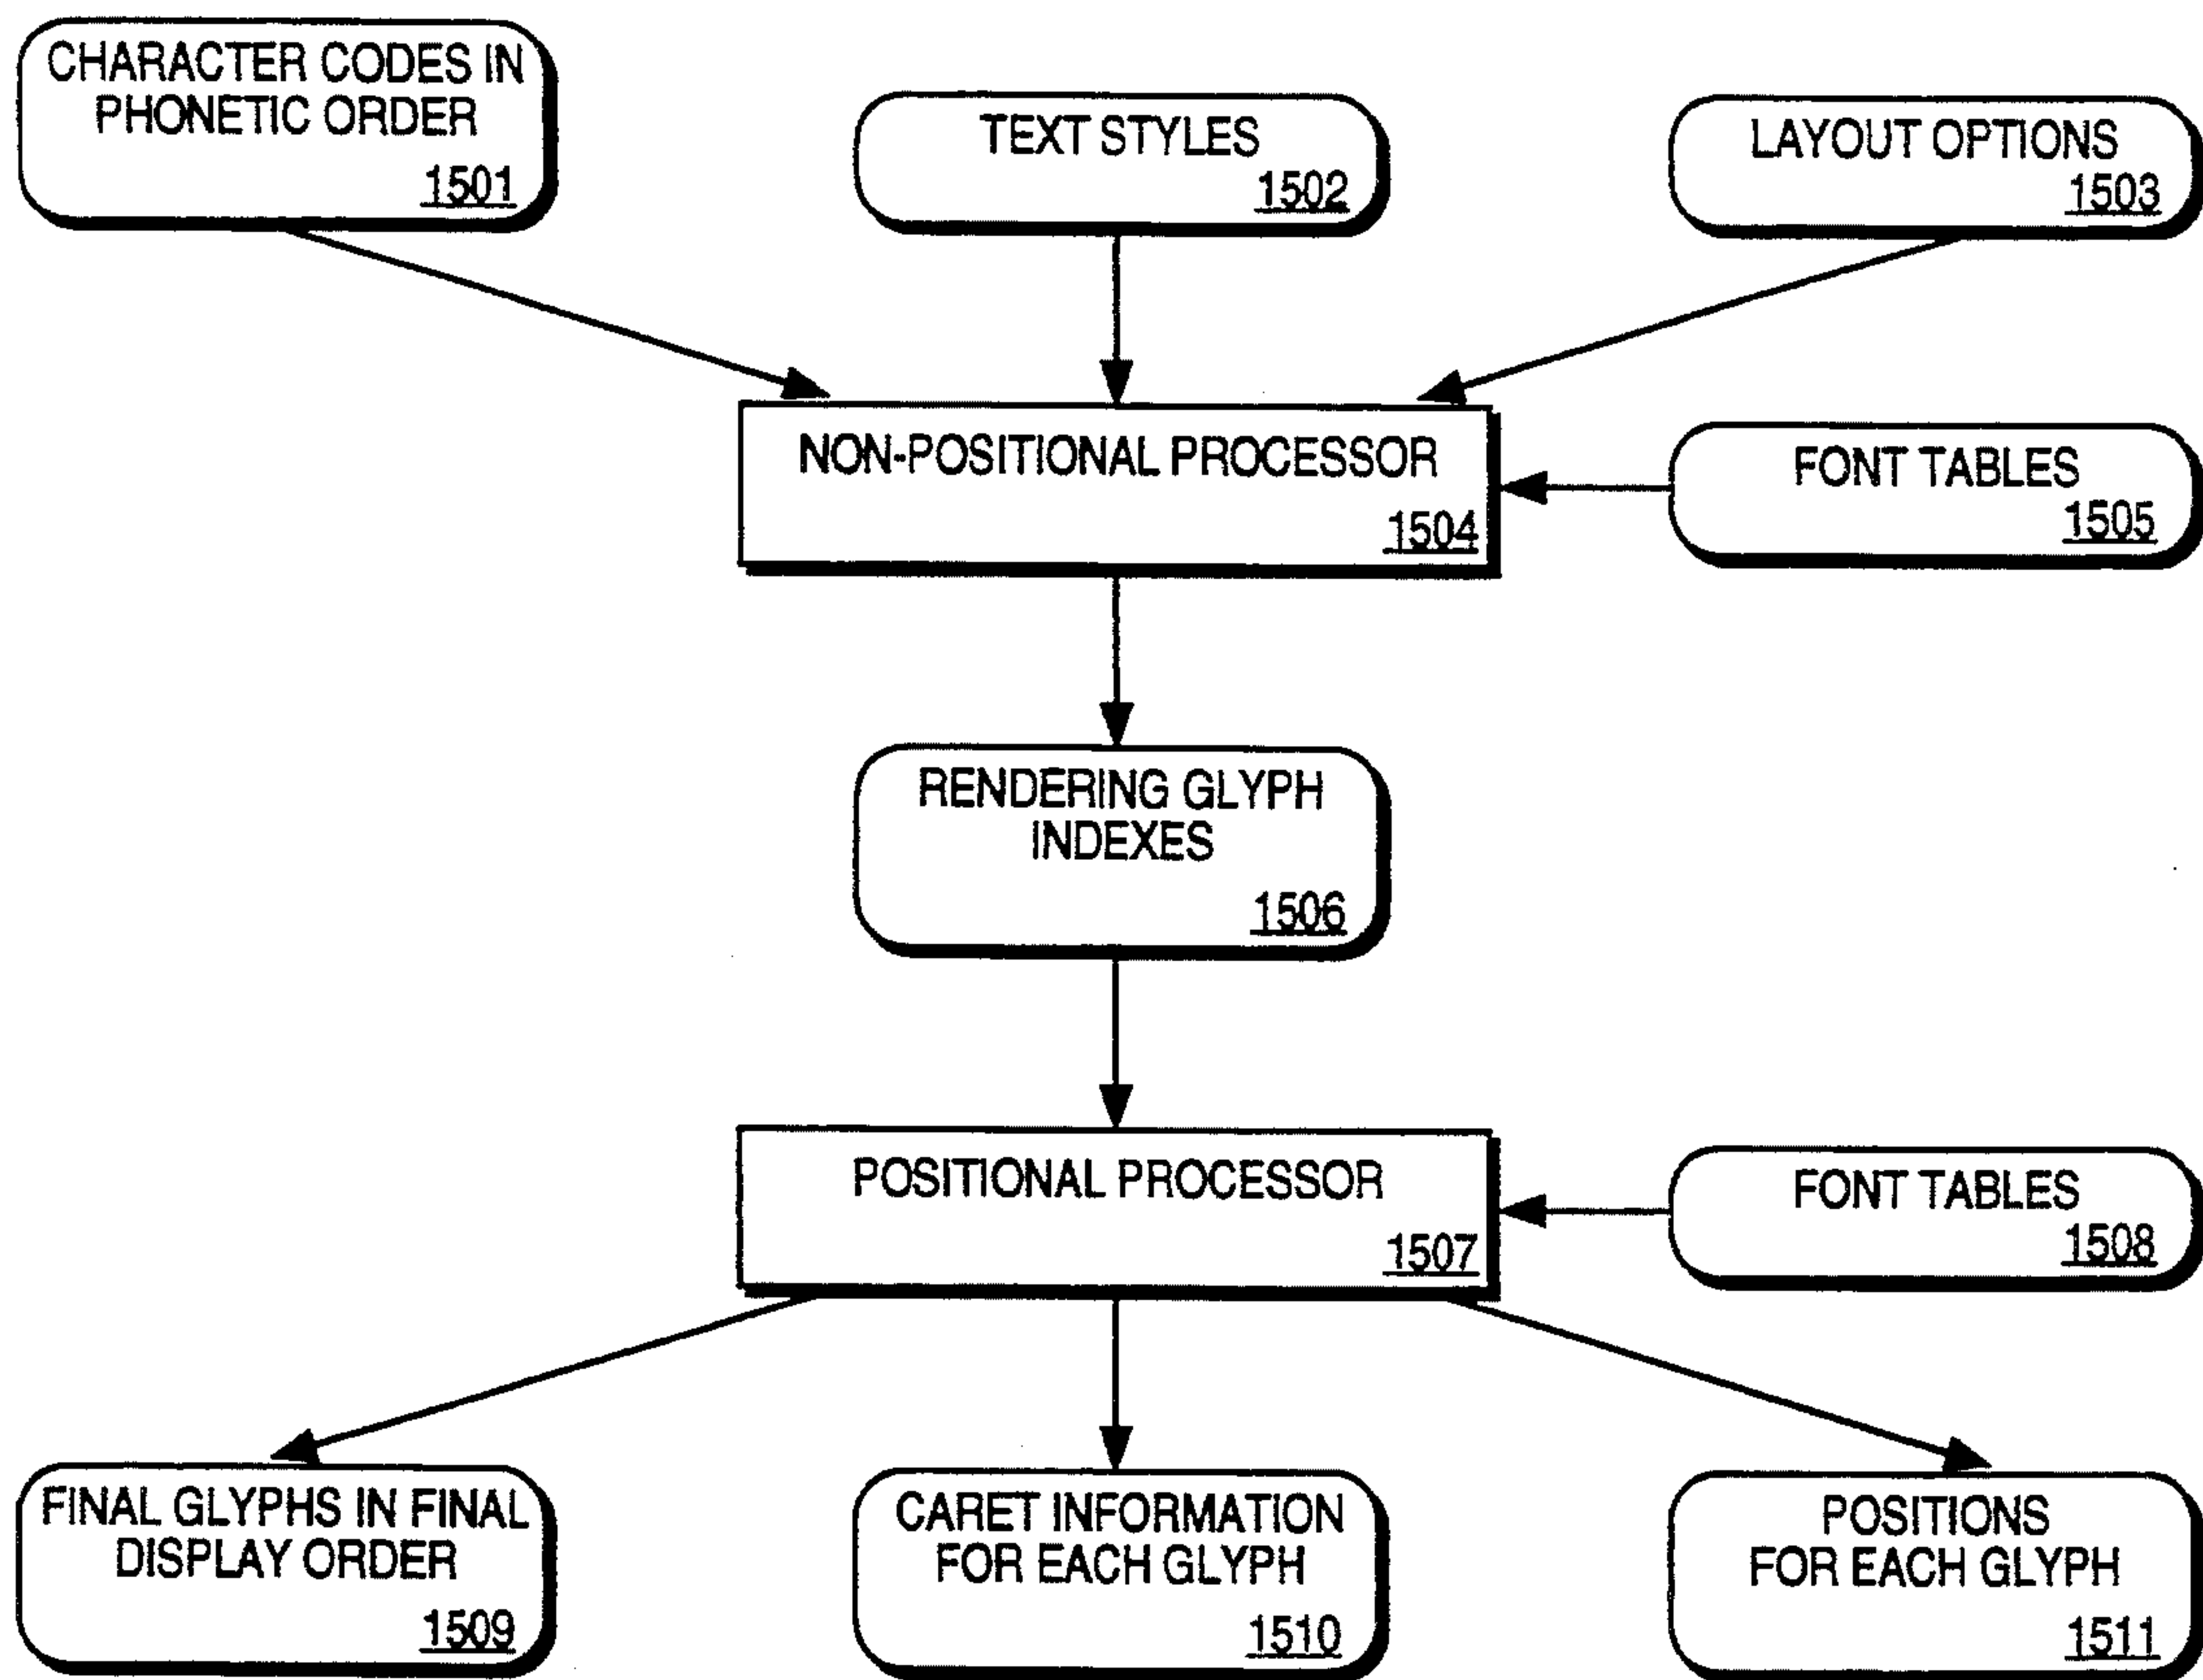 CHARACTER CODES IN
PHONETIC ORDER
1501
TEXT STYLES
1502
LAYOUT OPTIONS
1503
NON-POSITIONAL PROCESSOR
1504
FONT TABLES
1505
RENDERING GLYPH
INDEXES
1506
POSITIONAL PROCESSOR
1507
FONT TABLES
1508
FINAL GLYPHS IN FINAL
DISPLAY ORDER
1509
CARET INFORMATION
FOR EACH GLYPH
1510
POSITIONS
FOR EACH GLYPH
1511